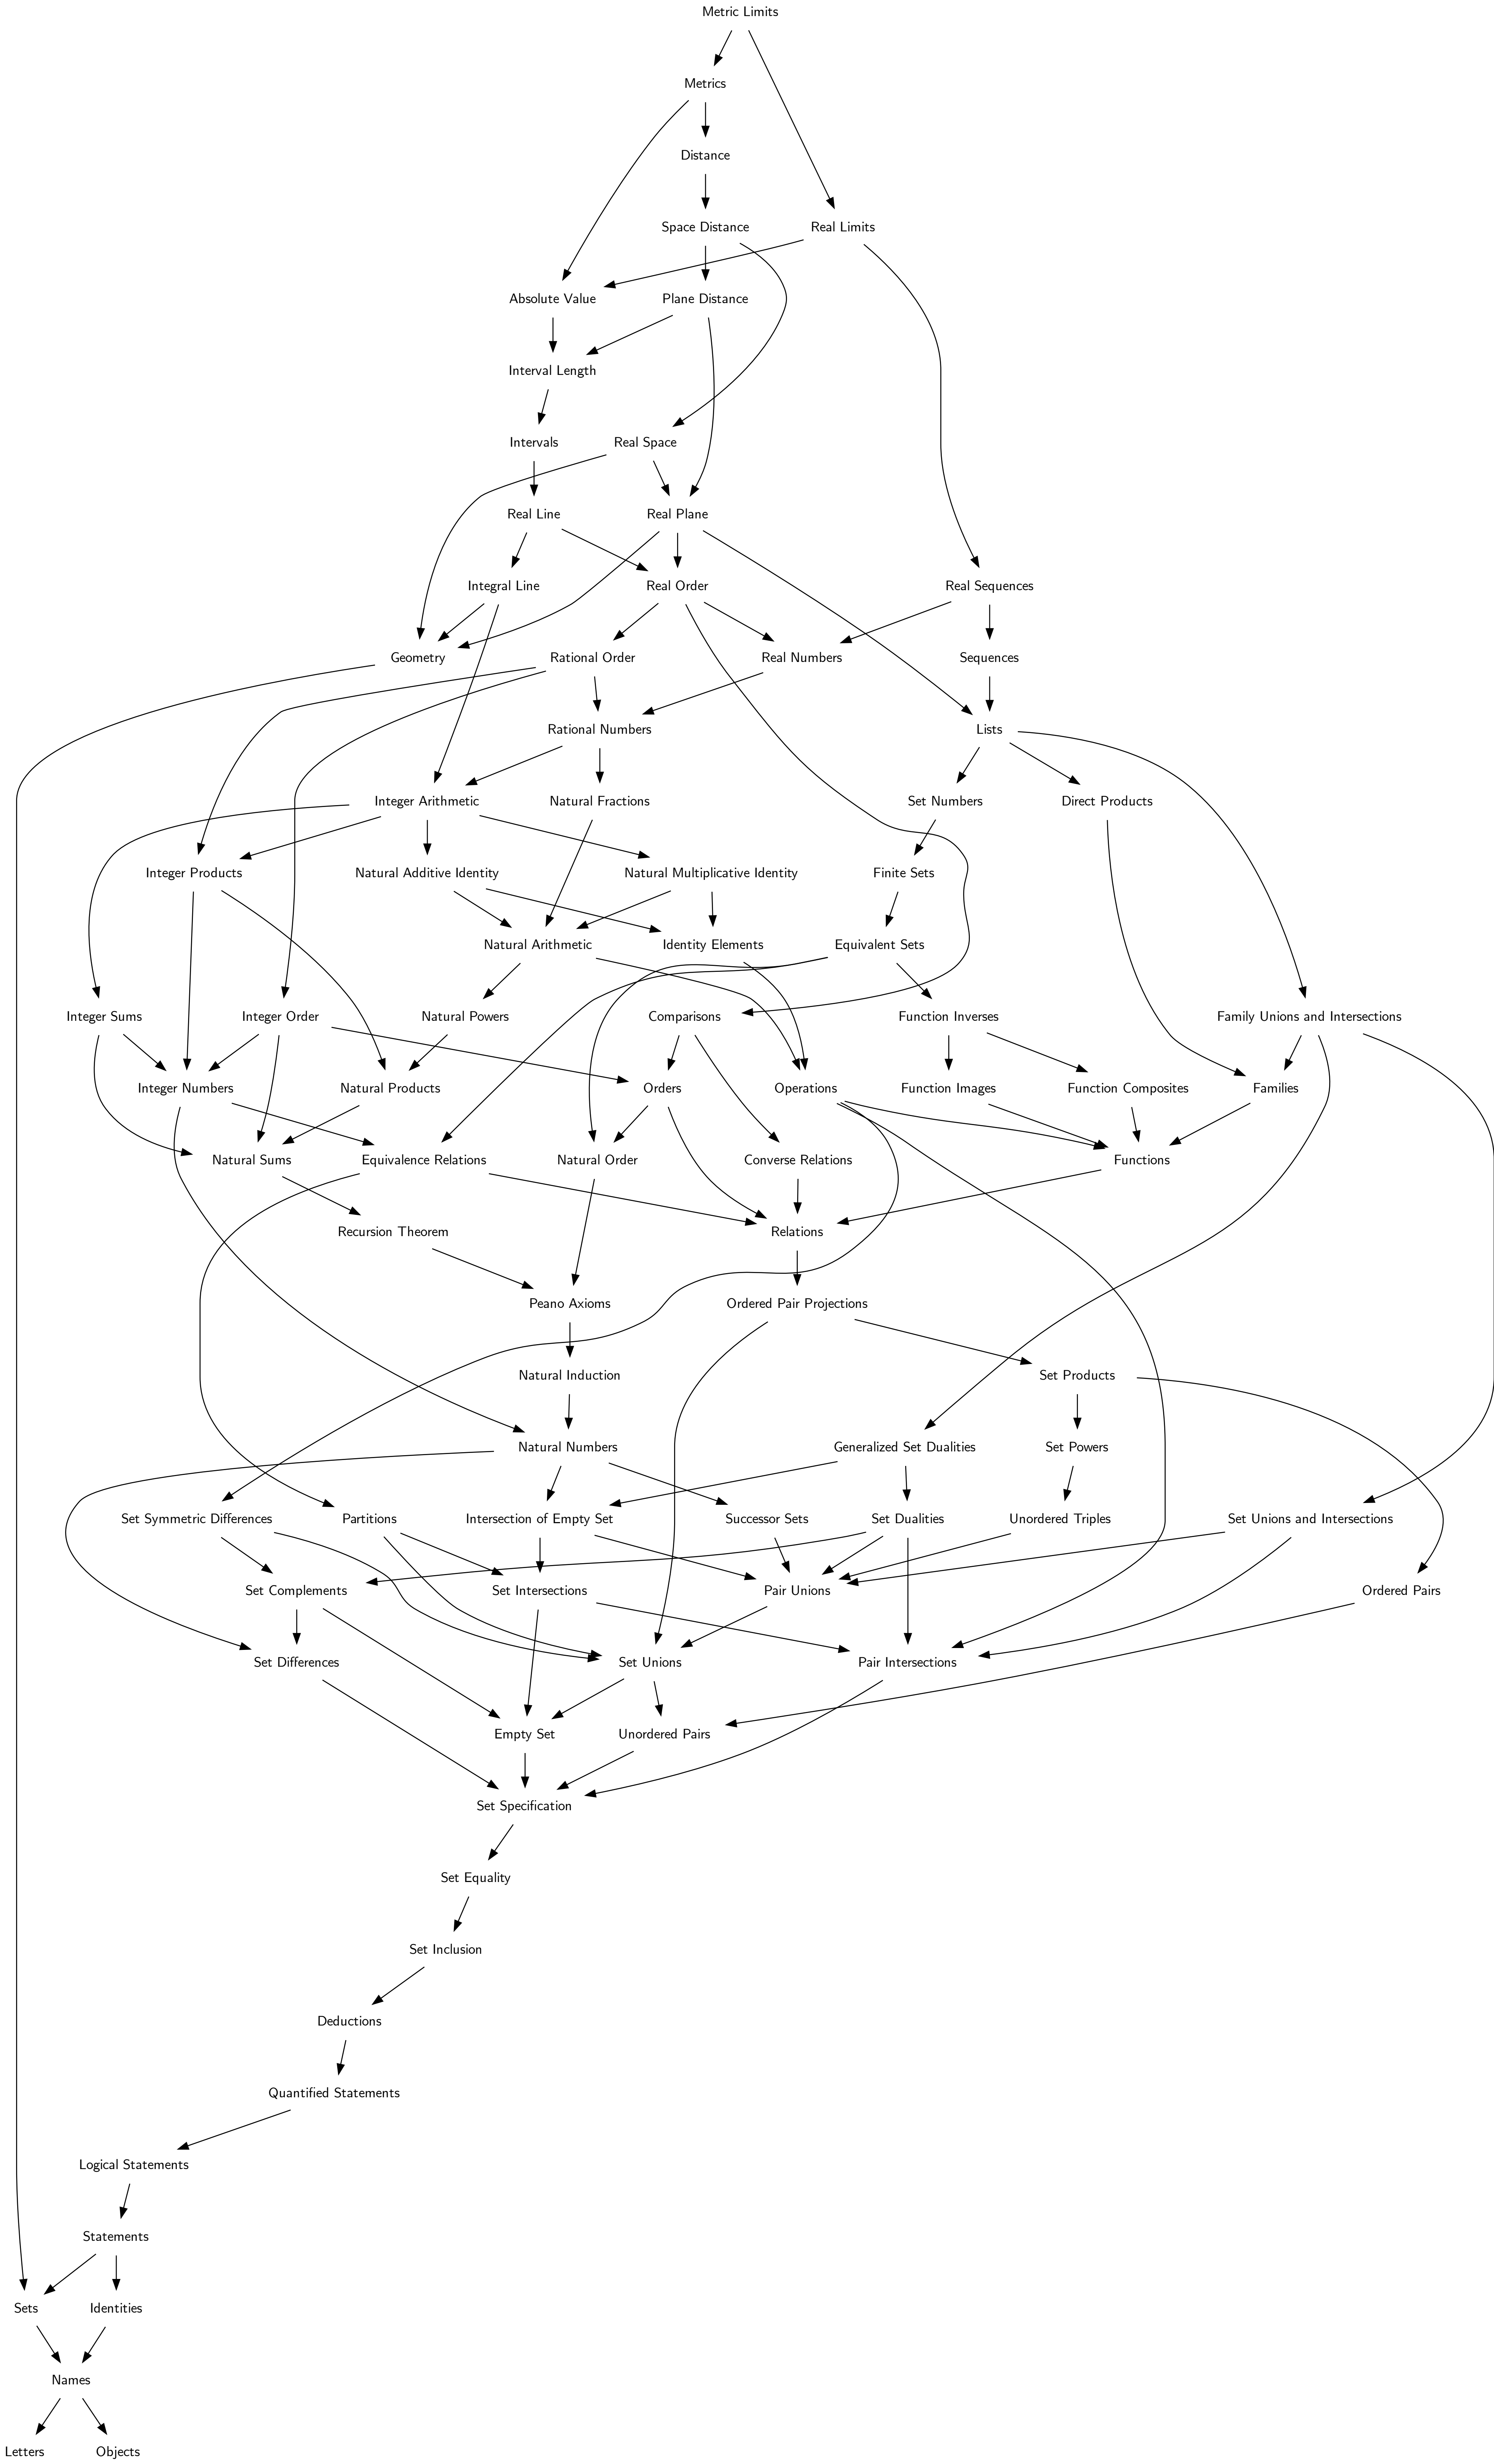 Metric Limits
Metrics
Distance
Space Distance
Real Limits
Absolute Value
Plane Distance
Interval Length
Intervals
Real Space
Real Line
Real Plane
Integral Line
Real Order
Real Sequences
Geometry
Rational Order
Real Numbers
Sequences
Rational Numbers
Lists
Integer Arithmetic
Natural Fractions
Set Numbers
Direct Products
Integer Products
Natural Additive Identity
Natural Multiplicative Identity
Finite Sets
Natural Arithmetic
Identity Elements
Equivalent Sets
Integer Sums
Integer Order
Natural Powers
Comparisons
Function Inverses
Family Unions and Intersections
Integer Numbers
Natural Products
Orders
Operations
Function Images
Function Composites
Families
Natural Sums
Equivalence Relations
Natural Order
Converse Relations
Functions
Recursion Theorem
Relations
Peano Axioms
Ordered Pair Projections
Natural Induction
Set Products
Natural Numbers
Generalized Set Dualities
Set Powers
Set Symmetric Differences
Partitions
Intersection of Empty Set
Successor Sets
Set Dualities
Unordered Triples
Set Unions and Intersections
Set Complements
Set Intersections
Pair Unions
Ordered Pairs
Set Differences
Set Unions
Pair Intersections
Empty Set
Unordered Pairs
Set Specification
Set Equality
Set Inclusion
Deductions
Quantified Statements
Logical Statements
Statements
Sets
Identities
Names
Letters
Objects